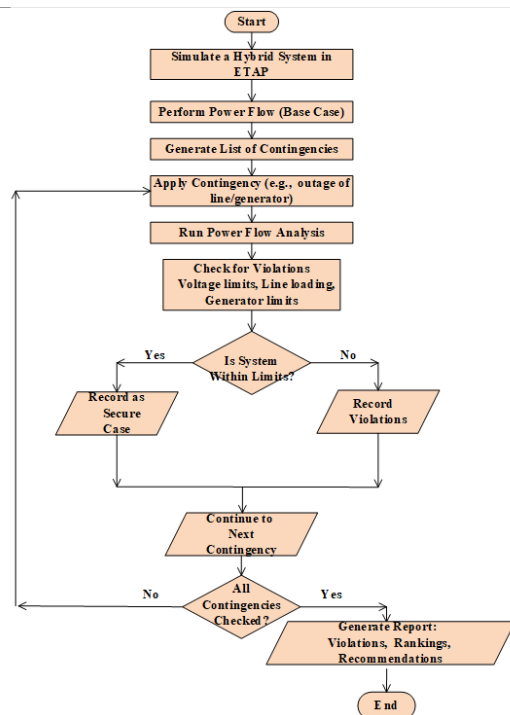 Start
Simulate a Hybrid System in
ETAP
Perform Power Flow (Base Case)
Generate List of Contingencies
Apply Contingency (e.g., outage of
line/generator)
Run Power Flow Analysis
Check for Violations
Voltage limits, Line loading,
Generator limits
Yes
No
Is System
Within Limits?
Record as
Secure
Case
Record
Violations
Continue to
Next
Contingency
No
All
Contingencies
Checked?
Yes
Generate Report:
Violations, Rankings,
Recommendations
End